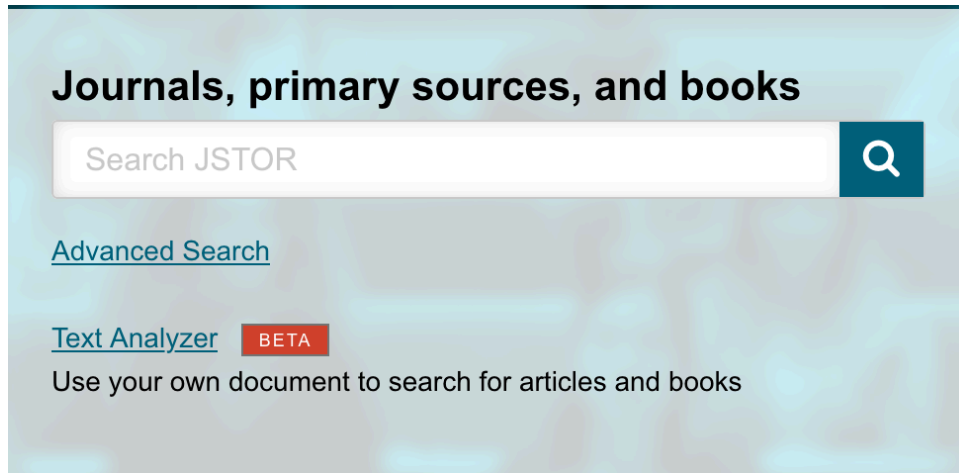 Journals, primary sources, and books
Search JSTOR
Advanced Search
Text Analyzer BETA
Use your own document to search for articles and books